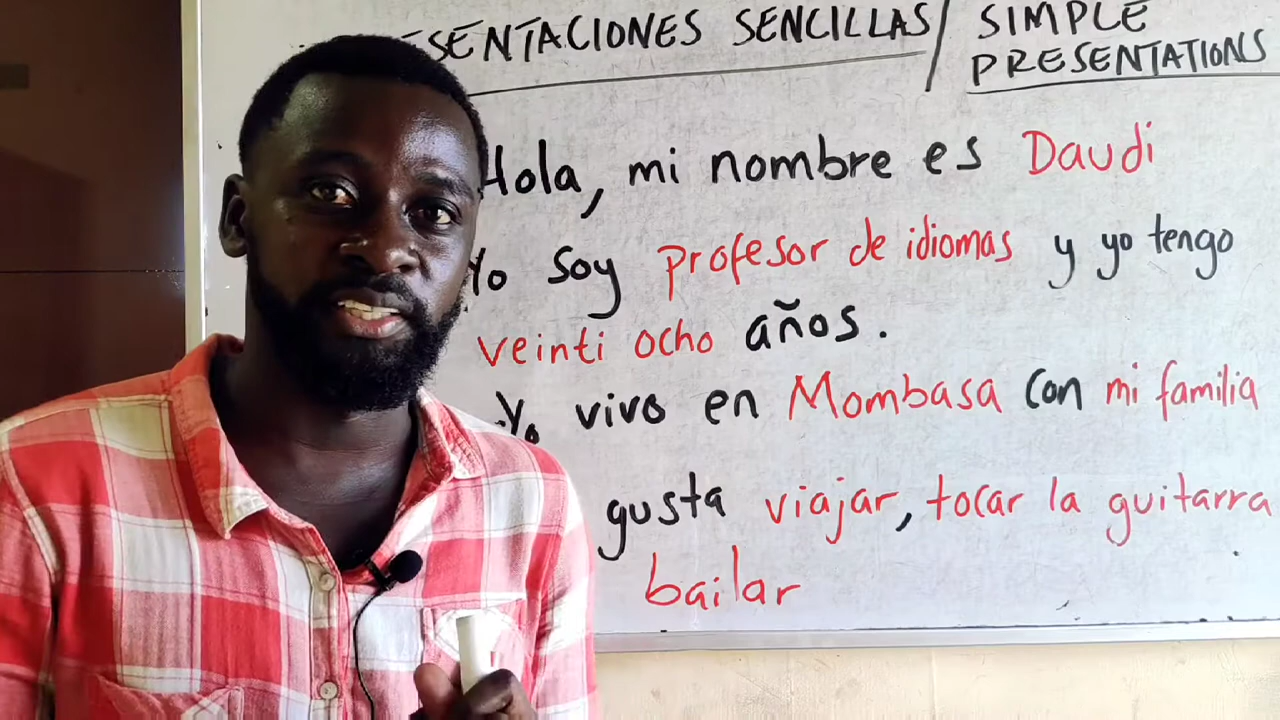 SENTACIONES SENCILLAS/ SIMPLE PRESENTATIONS
Hola, mi nombre es Daudi
Yo soy profesor de idiomas y yo tengo
veinti ocho años.
Yo vivo en Mombasa con mi familia
gusta viajar, tocar la guitarra
bailar